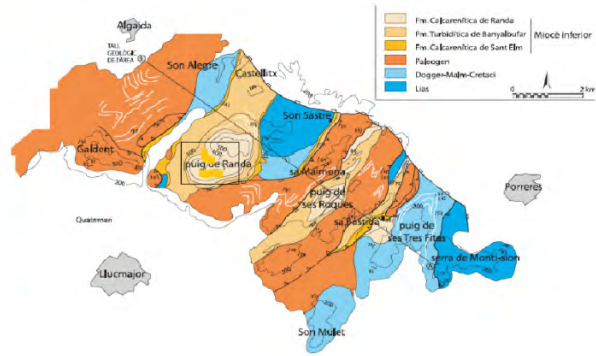 Algaida
TALL
GEOLÒGIC
DE TAREA
Son Alegre
Castellitx
Son Sastre
Galdent
puig de Randa
sa Maimona
puig de
ses Roques
sa Bastida
puig de
ses Tres Fites
Porreres
serra de Monti-sion
Quaternari
Llucmajor
Son Mulet
Fm. Calcarenítica de Randa
Fm. Turbidítica de Banyalbufar
Fm. Calcarenítica de Sant Elm
Miocè inferior
Paleogen
Dogger-Malm-Cretaci
Lias
0
2 km